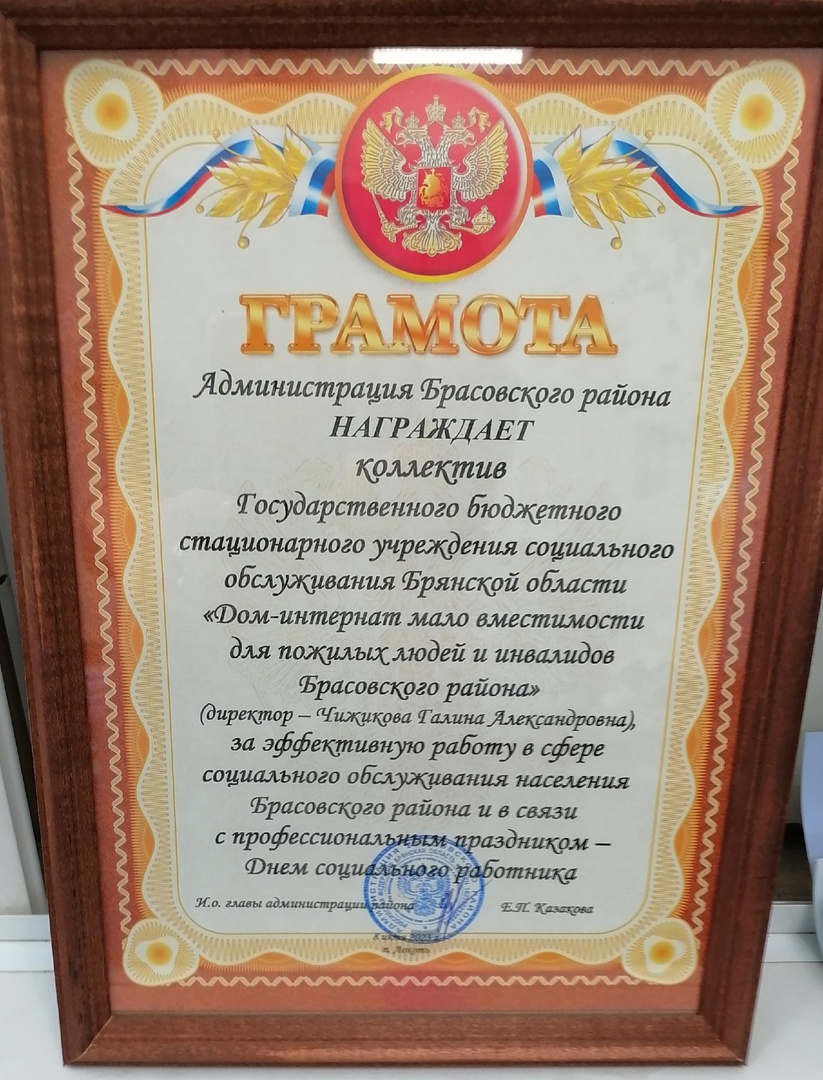 ГРАМОТА
Администрация Брасовского района
НАГРАЖДАЕТ
коллектив
Государственного бюджетного
стационарного учреждения социального
обслуживания Брянской области
«Дом-интернат мало вместимости
для пожилых людей и инвалидов
Брасовского района»
(директор – Чижикова Галина Александровна),
за эффективную работу в сфере
социального обслуживания населения
Брасовского района и в связи
с профессиональным праздником –
Днем социального работника
И.о. главы администрации района Е.П. Казакова
8
п. Локоть